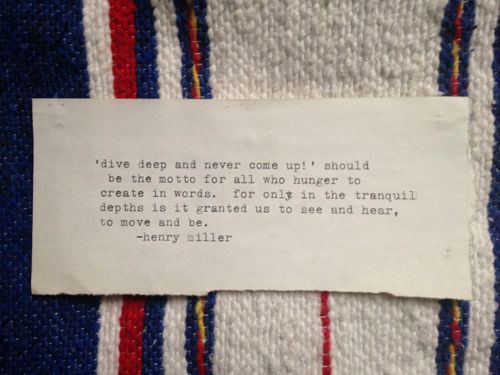 'dive deep and never come up!' should
be the motto for all who hunger to
create in words. for only in the tranquil
depths is it granted us to see and hear,
to move and be.
-henry miller